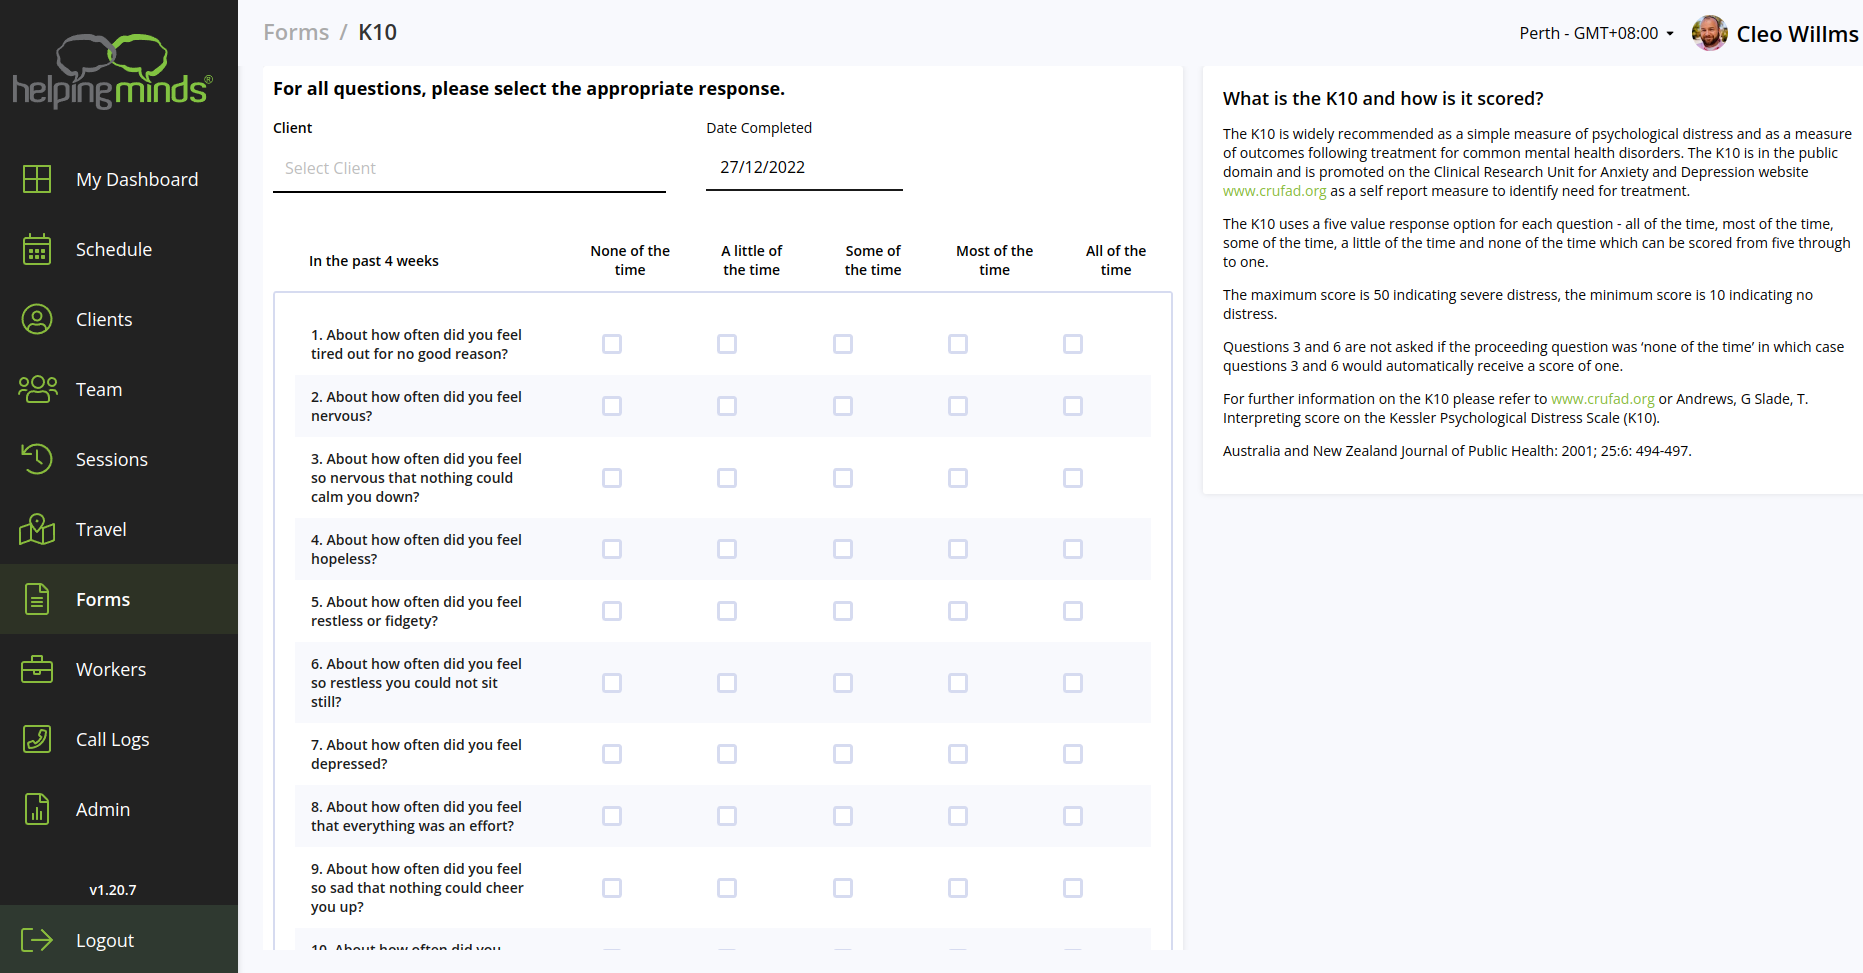 helpingminds®
My Dashboard
Schedule
Clients
Team
Sessions
Travel
Forms
Workers
Call Logs
Admin
v1.20.7
Logout
Forms / K10
Perth - GMT+08:00
Cleo Willms
For all questions, please select the appropriate response.
Client
Date Completed
Select Client
27/12/2022
In the past 4 weeks
None of the
time
A little of
the time
Some of
the time
Most of the
time
All of the
time
1. About how often did you feel
tired out for no good reason?
2. About how often did you feel
nervous?
3. About how often did you feel
so nervous that nothing could
calm you down?
4. About how often did you feel
hopeless?
5. About how often did you feel
restless or fidgety?
6. About how often did you feel
so restless you could not sit
still?
7. About how often did you feel
depressed?
8. About how often did you feel
that everything was an effort?
9. About how often did you feel
so sad that nothing could cheer
you up?
10. About how often did you
What is the K10 and how is it scored?
The K10 is widely recommended as a simple measure of psychological distress and as a measure
of outcomes following treatment for common mental health disorders. The K10 is in the public
domain and is promoted on the Clinical Research Unit for Anxiety and Depression website
www.crufad.org as a self report measure to identify need for treatment.
The K10 uses a five value response option for each question - all of the time, most of the time,
some of the time, a little of the time and none of the time which can be scored from five through
to one.
The maximum score is 50 indicating severe distress, the minimum score is 10 indicating no
distress.
Questions 3 and 6 are not asked if the proceeding question was ‘none of the time’ in which case
questions 3 and 6 would automatically receive a score of one.
For further information on the K10 please refer to www.crufad.org or Andrews, G Slade, T.
Interpreting score on the Kessler Psychological Distress Scale (K10).
Australia and New Zealand Journal of Public Health: 2001; 25:6: 494-497.